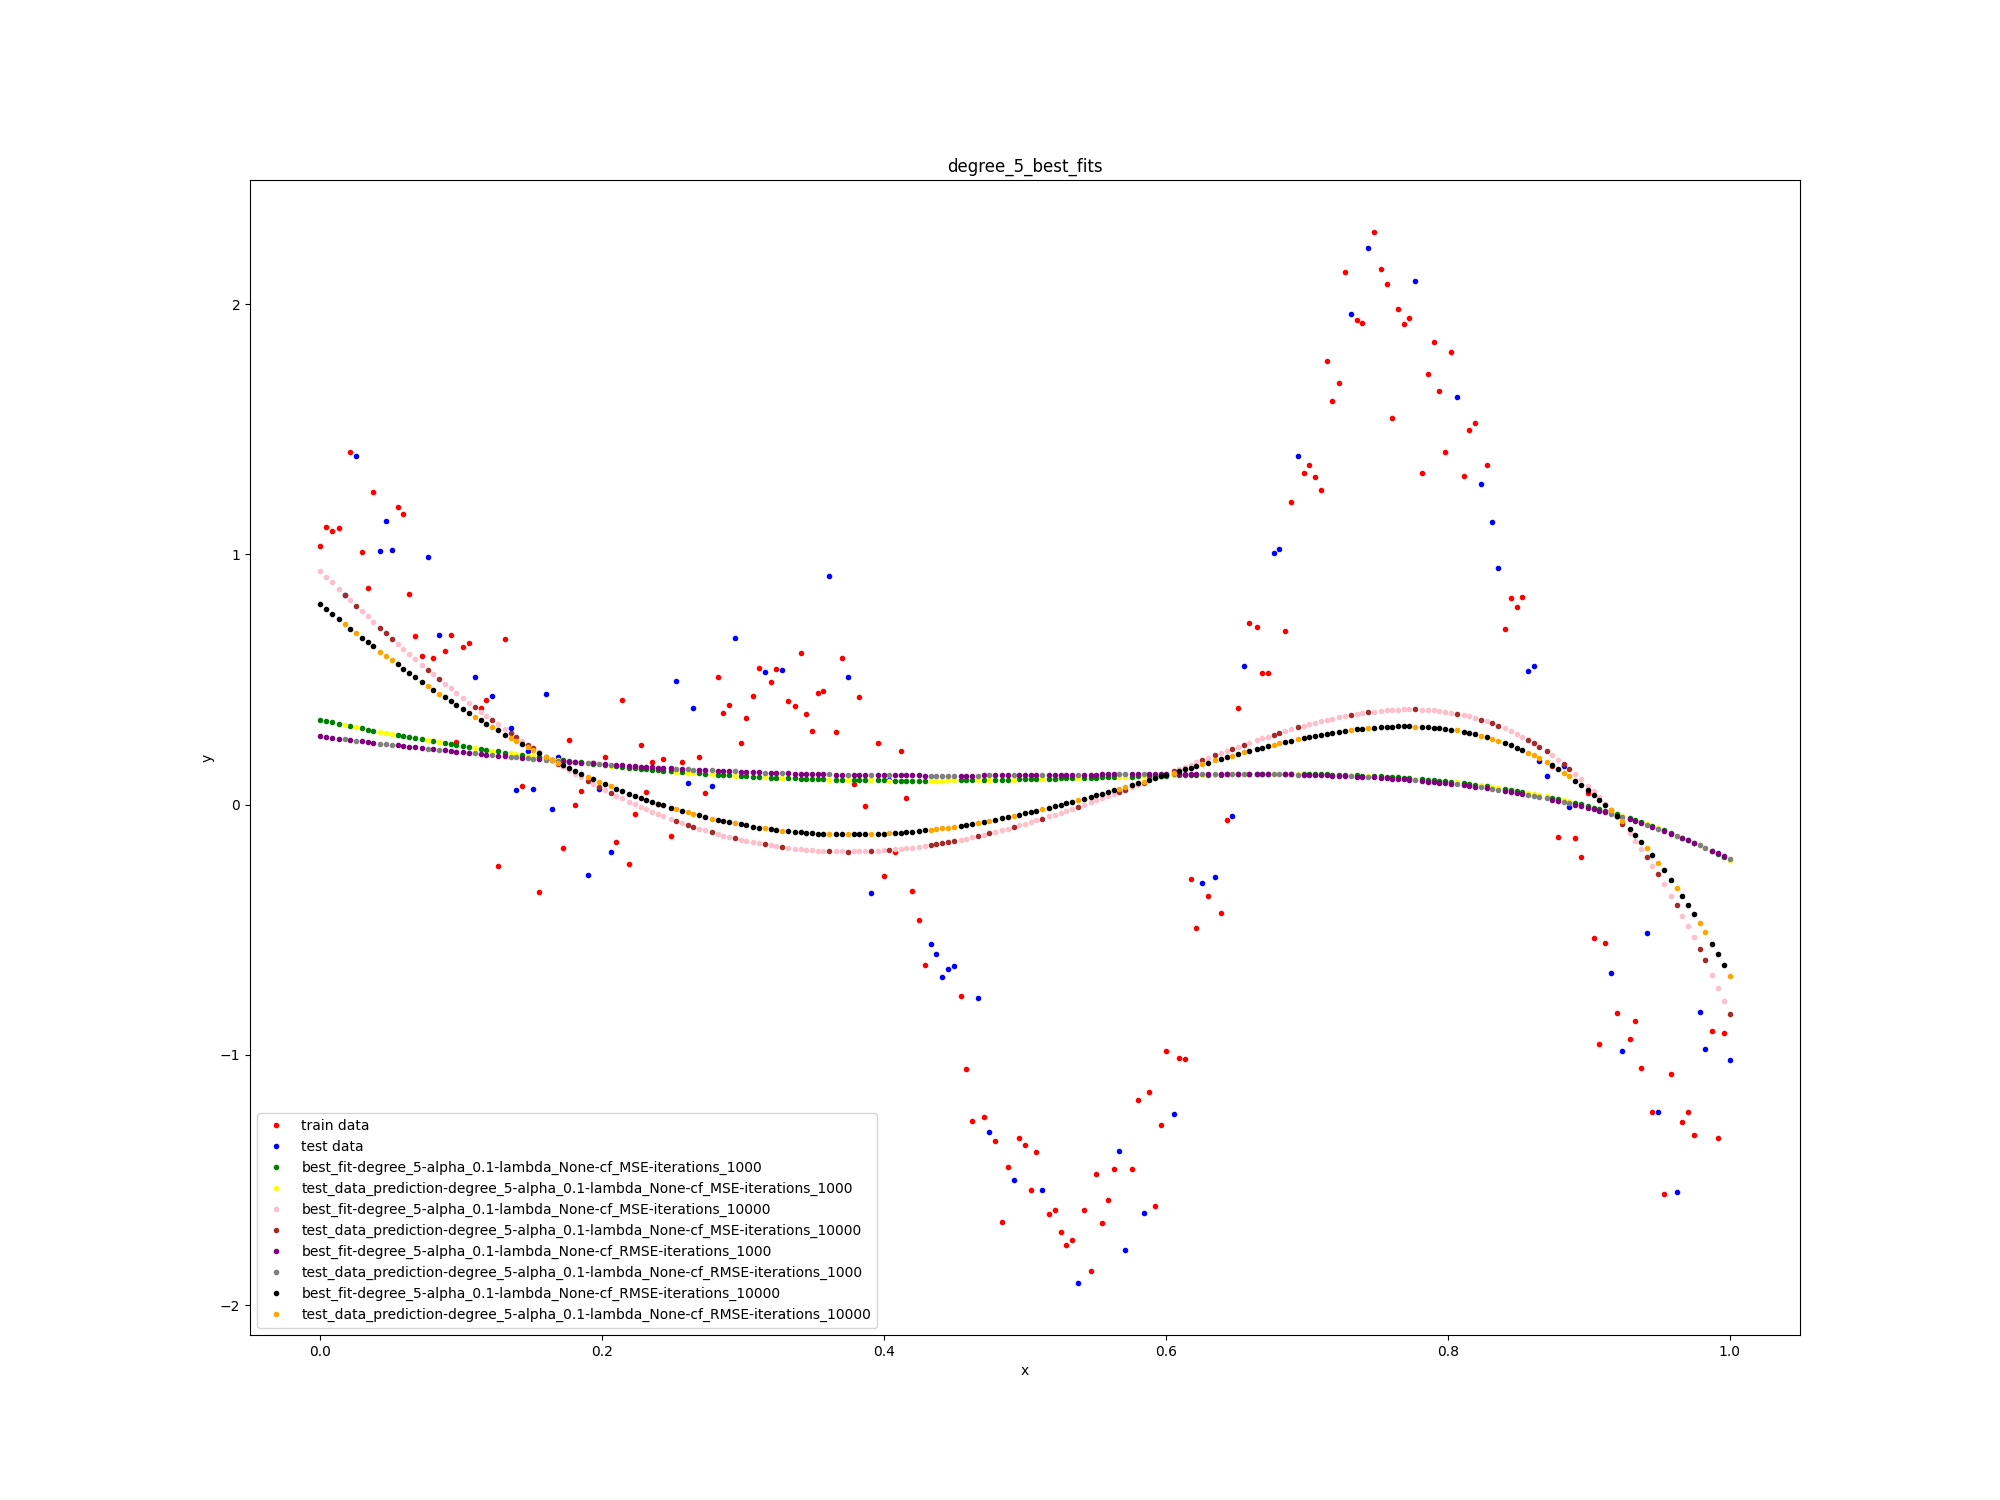 degree_5_best_fits
2
1
0
−1
−2
y
train data
test data
best_fit-degree_5-alpha_0.1-lambda_None-cf_MSE-iterations_1000
test_data_prediction-degree_5-alpha_0.1-lambda_None-cf_MSE-iterations_1000
best_fit-degree_5-alpha_0.1-lambda_None-cf_MSE-iterations_10000
test_data_prediction-degree_5-alpha_0.1-lambda_None-cf_MSE-iterations_10000
best_fit-degree_5-alpha_0.1-lambda_None-cf_RMSE-iterations_1000
test_data_prediction-degree_5-alpha_0.1-lambda_None-cf_RMSE-iterations_1000
best_fit-degree_5-alpha_0.1-lambda_None-cf_RMSE-iterations_10000
test_data_prediction-degree_5-alpha_0.1-lambda_None-cf_RMSE-iterations_10000
0.0 0.2 0.4 0.6 0.8 1.0
x